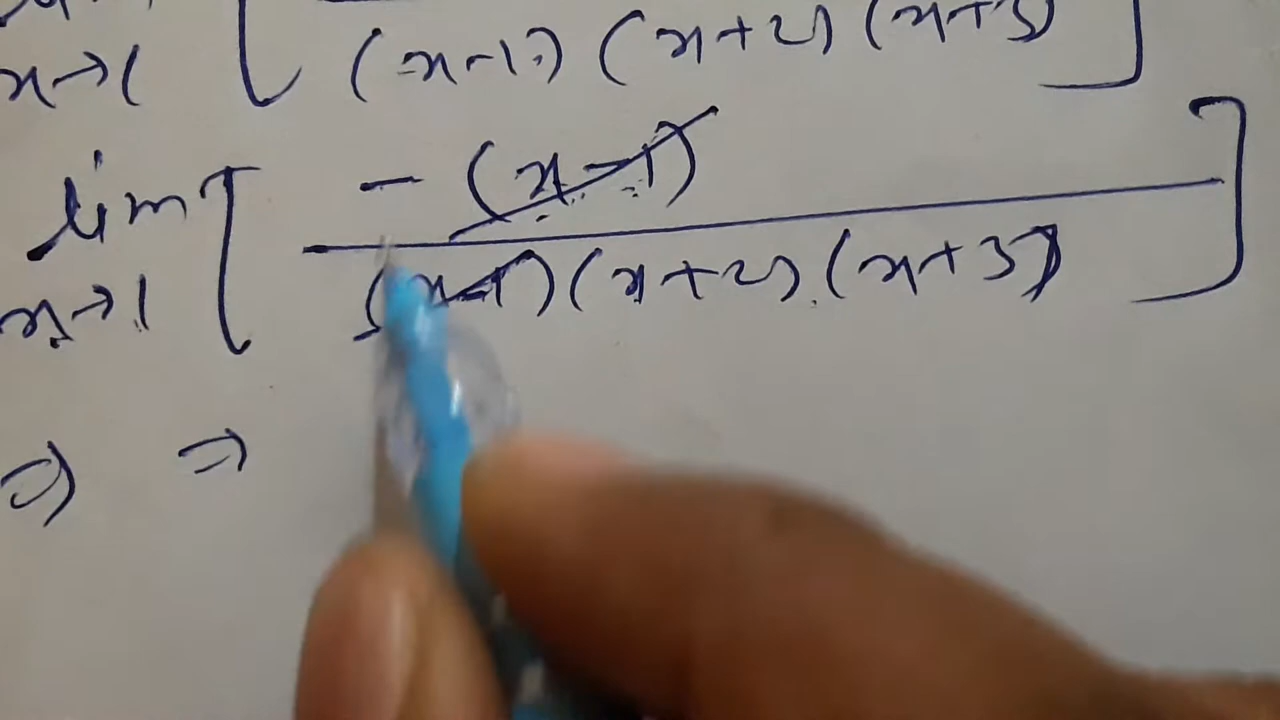 (x-1) (x+2) (x+3) ]
x→1 [
lim [ -(x-1) ]
x→1 (x-1) (x+2) (x+3)
⇒ ⇒